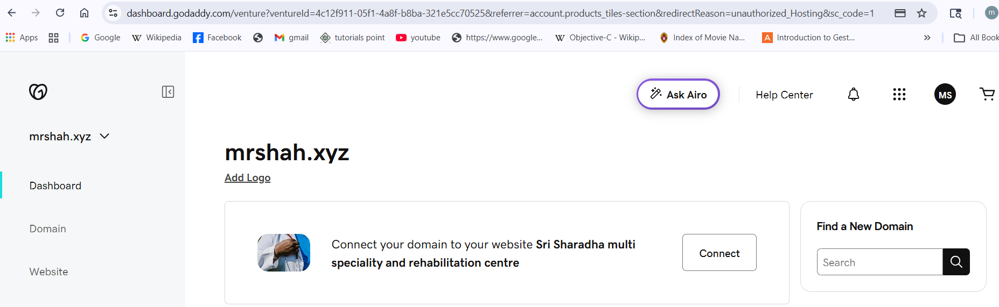 dashboard.godaddy.com/venture?ventureId=4c12f911-05f1-4a8f-b8ba-321e5cc70525&referrer=account.products_tiles-section&redirectReason=unauthorized_Hosting&sc_code=1
m
Apps
Google
Wikipedia
Facebook
gmail
tutorials point
youtube
https://www.google...
Objective-C - Wikip...
Index of Movie Na...
Introduction to Gest...
All Book
Ask Airo
Help Center
MS
mrshah.xyz
Dashboard
Domain
Website
mrshah.xyz
Add Logo
Connect your domain to your website Sri Sharadha multi
speciality and rehabilitation centre
Connect
Find a New Domain
Search